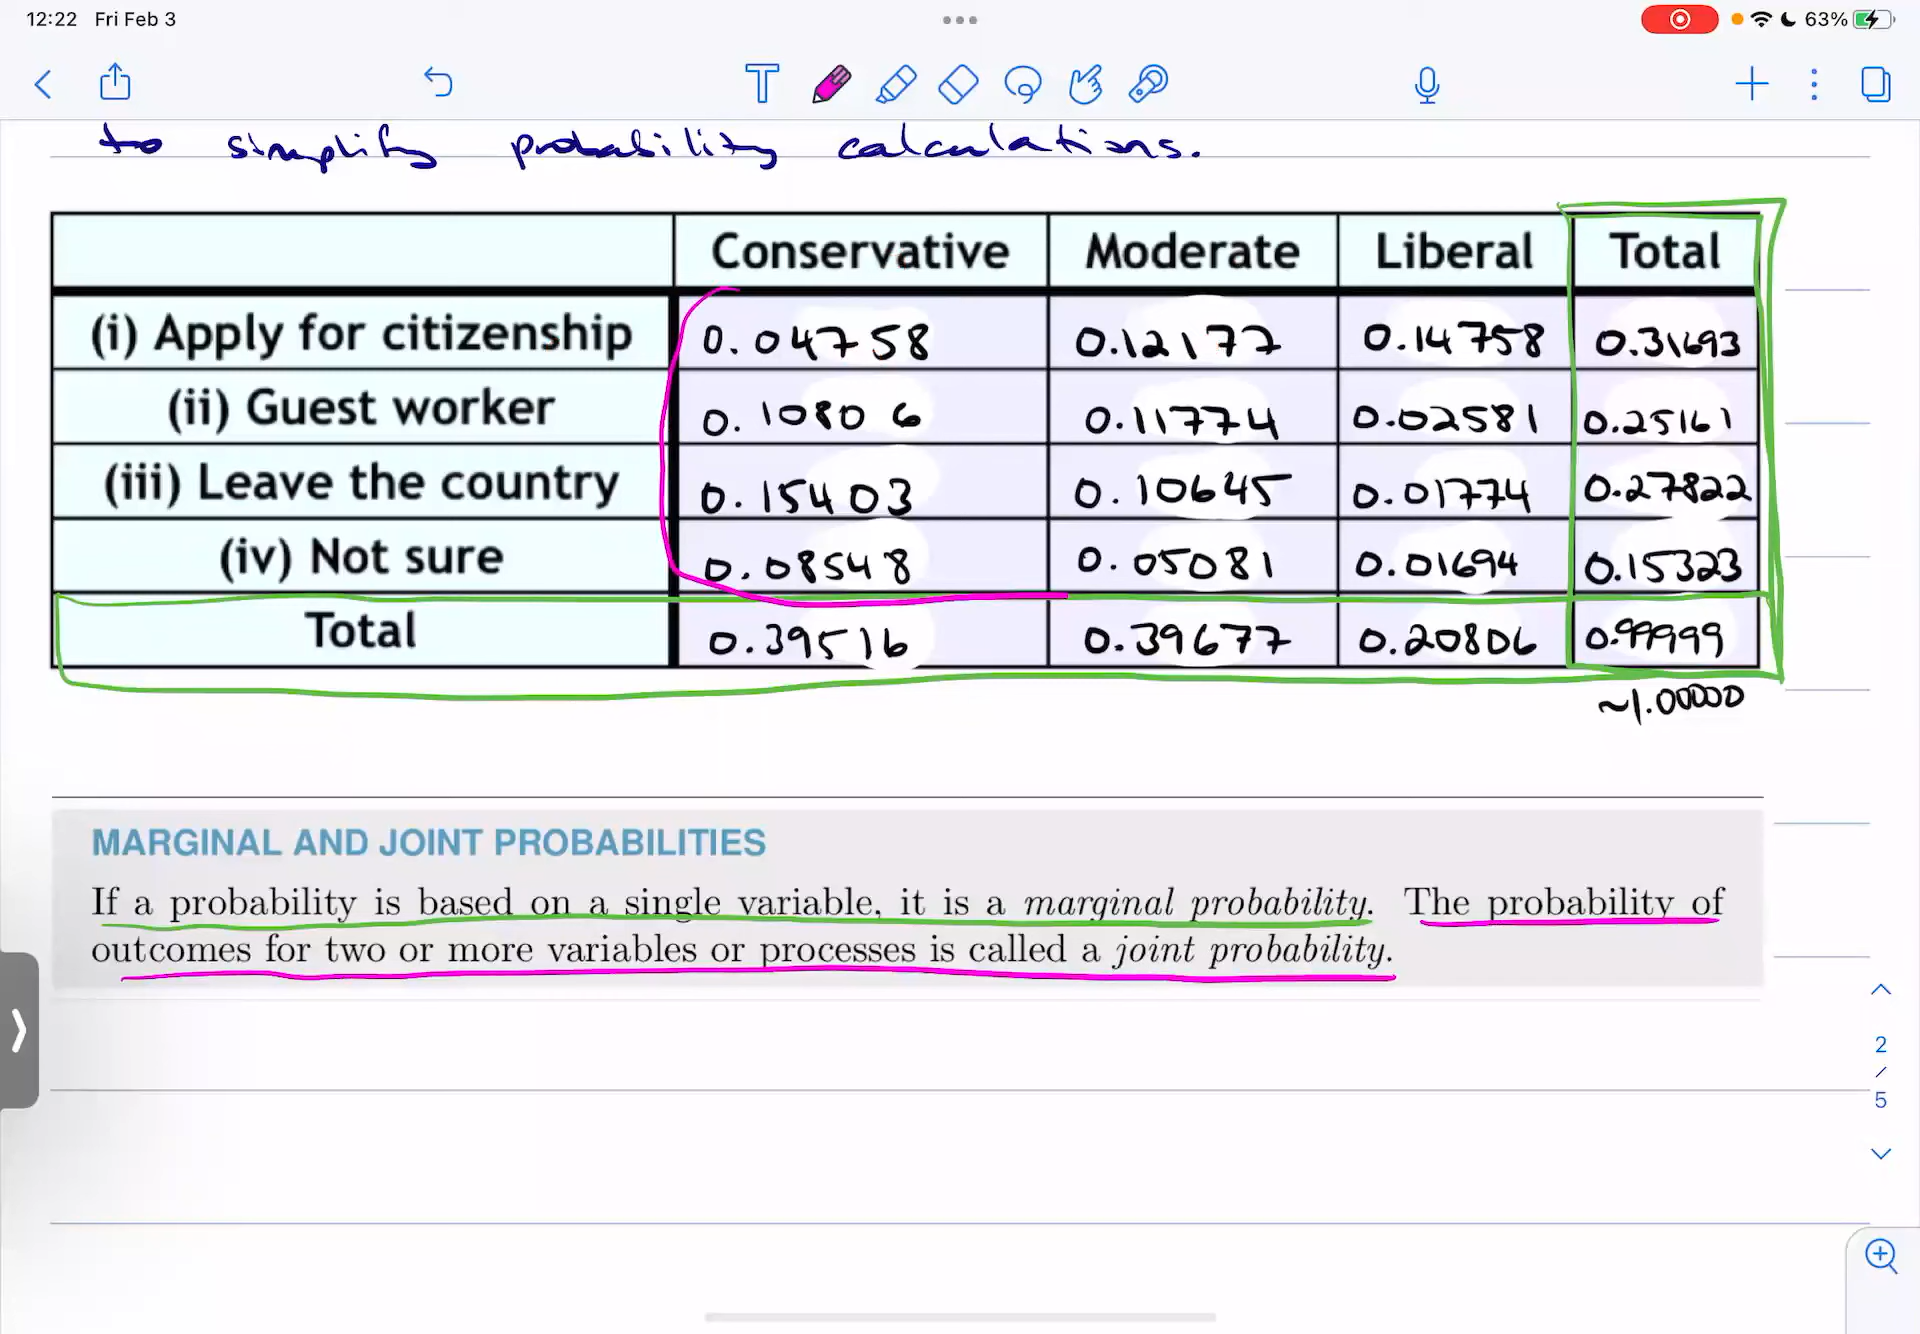 12:22 Fri Feb 3
63%
to simplify probability calculations.
Conservative Moderate Liberal Total
(i) Apply for citizenship 0.04758 0.12177 0.14758 0.31693
(ii) Guest worker 0.10806 0.11774 0.02581 0.25161
(iii) Leave the country 0.15403 0.10645 0.01774 0.27822
(iv) Not sure 0.08548 0.05081 0.01694 0.15323
Total 0.39516 0.39677 0.20806 0.99999
~1.00000
MARGINAL AND JOINT PROBABILITIES
If a probability is based on a single variable, it is a marginal probability. The probability of
outcomes for two or more variables or processes is called a joint probability.
2
/
5